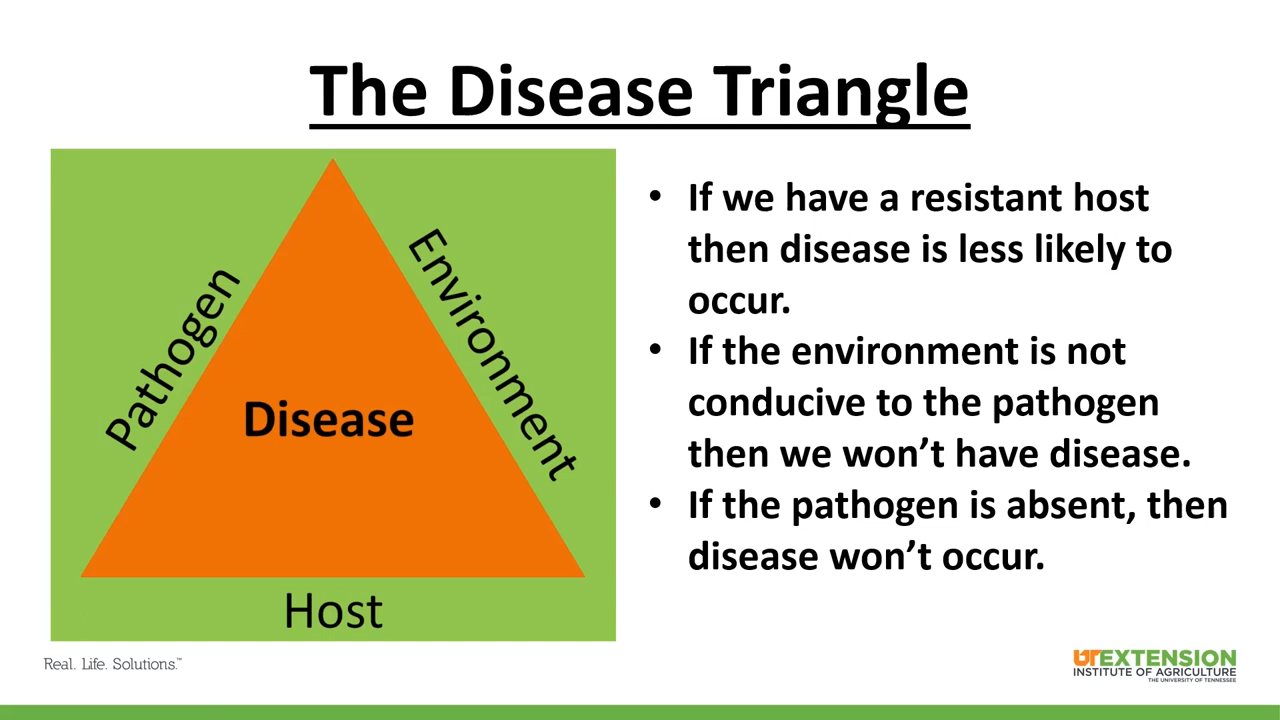 The Disease Triangle
Pathogen
Environment
Disease
Host
• If we have a resistant host
then disease is less likely to
occur.
• If the environment is not
conducive to the pathogen
then we won’t have disease.
• If the pathogen is absent, then
disease won’t occur.
Real. Life. Solutions.™
UT EXTENSION
INSTITUTE OF AGRICULTURE
THE UNIVERSITY OF TENNESSEE